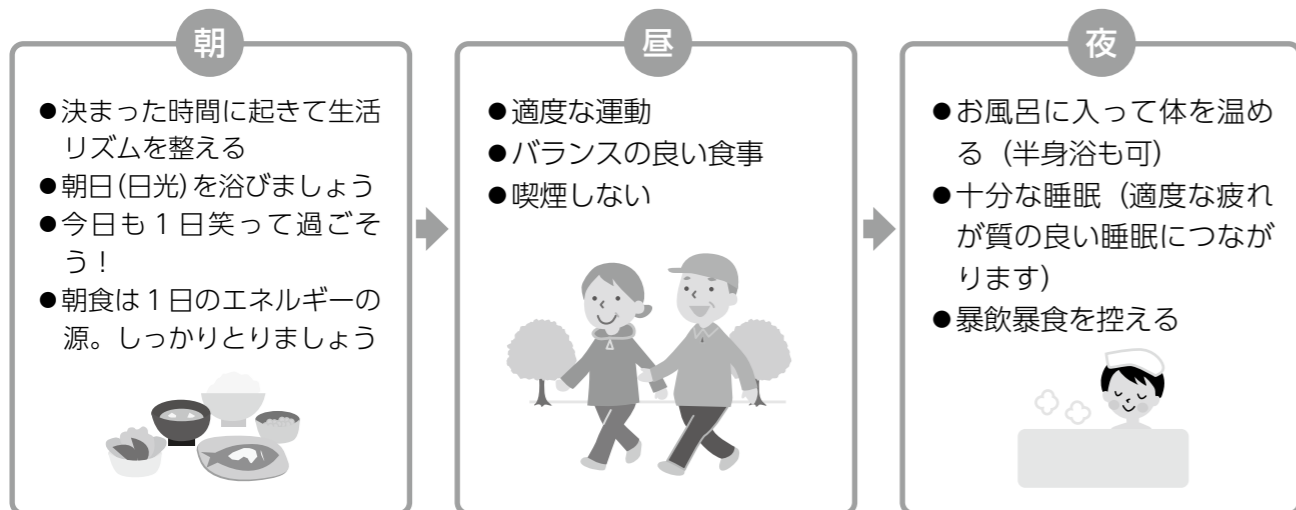 朝
●決まった時間に起きて生活
リズムを整える
●朝日(日光)を浴びましょう
●今日も1日笑って過ごそ
う！
●朝食は1日のエネルギーの
源。しっかりとりましょう
昼
●適度な運動
●バランスの良い食事
●喫煙しない
夜
●お風呂に入って体を温め
る（半身浴も可）
●十分な睡眠（適度な疲れ
が質の良い睡眠につなが
ります）
●暴飲暴食を控える